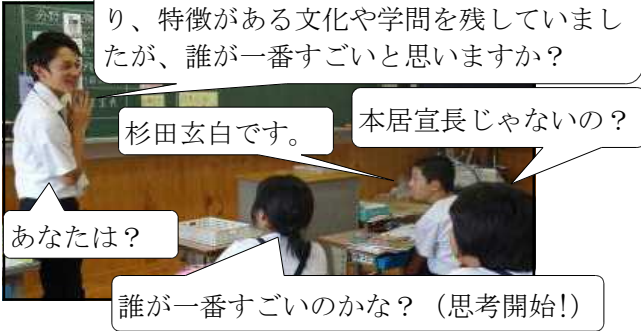 り、特徴がある文化や学問を残していまし
たが、誰が一番すごいと思いますか？
杉田玄白です。
本居宣長じゃないの？
あなたは？
誰が一番すごいのかな？（思考開始!）